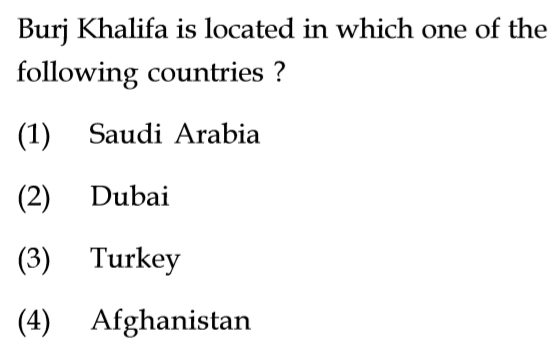 Burj Khalifa is located in which one of the
following countries ?
(1) Saudi Arabia
(2) Dubai
(3) Turkey
(4) Afghanistan